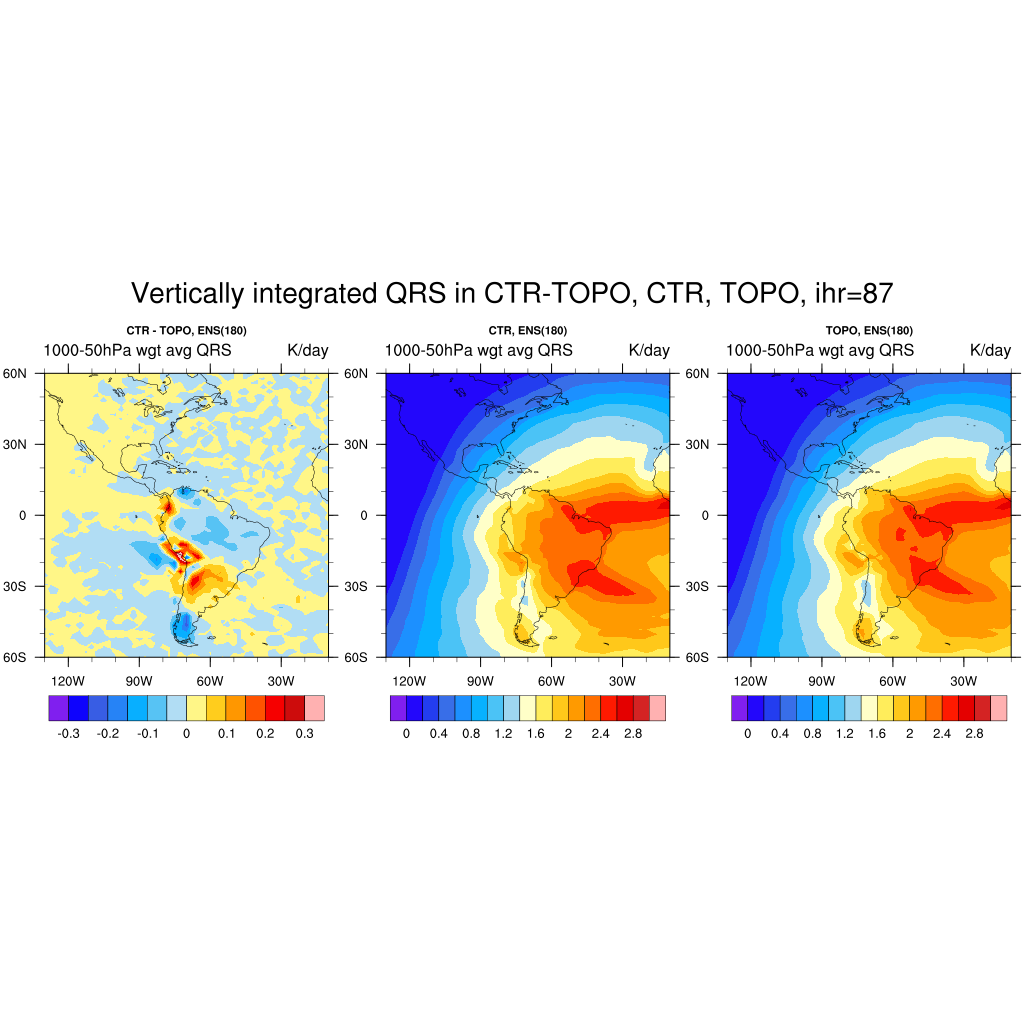 Vertically integrated QRS in CTR-TOPO, CTR, TOPO, ihr=87
CTR - TOPO, ENS(180)
1000-50hPa wgt avg QRS K/day
60N
30N
0
30S
60S
120W 90W 60W 30W
-0.3 -0.2 -0.1 0 0.1 0.2 0.3
CTR, ENS(180)
1000-50hPa wgt avg QRS K/day
60N
30N
0
30S
60S
120W 90W 60W 30W
0 0.4 0.8 1.2 1.6 2 2.4 2.8
TOPO, ENS(180)
1000-50hPa wgt avg QRS K/day
60N
30N
0
30S
60S
120W 90W 60W 30W
0 0.4 0.8 1.2 1.6 2 2.4 2.8